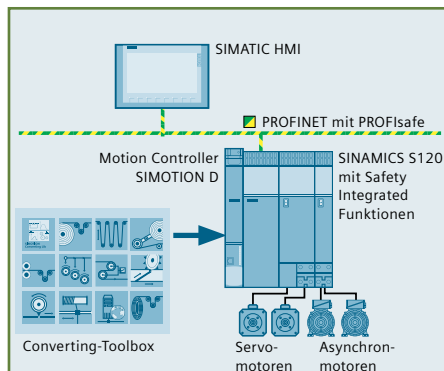 SIMATIC HMI
PROFINET mit PROFIsafe
Motion Controller
SIMOTION D
SINAMICS S120
mit Safety
Integrated
Funktionen
Converting-Toolbox
Servo-
motoren
Asynchron-
motoren